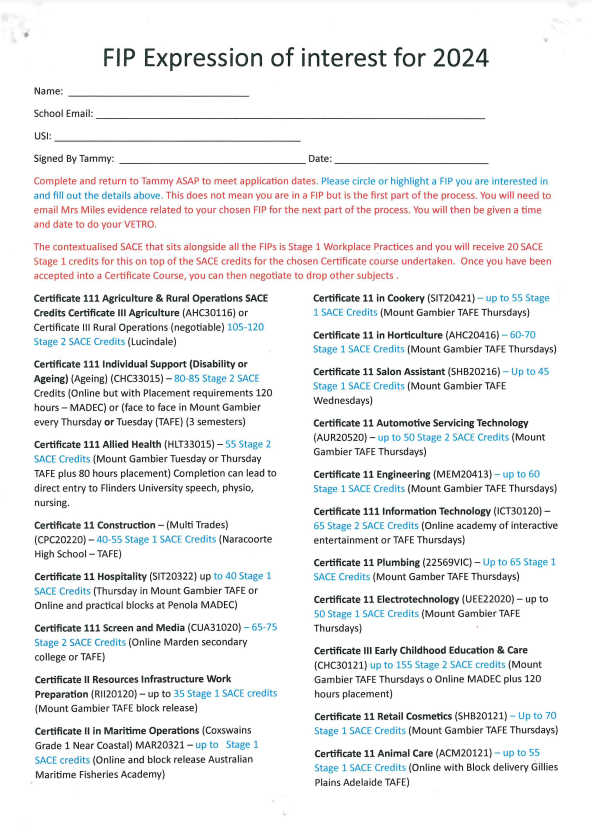 FIP Expression of interest for 2024
Name: ______________________________
School Email: ______________________________
USI: ______________________________
Signed By Tammy: ______________________________ Date: ______________________________
Complete and return to Tammy ASAP to meet application dates. Please circle or highlight a FIP you are interested in
and fill out the details above. This does not mean you are in a FIP but is the first part of the process. You will need to
email Mrs Miles evidence related to your chosen FIP for the next part of the process. You will then be given a time
and date to do your VETRO.
The contextualised SACE that sits alongside all the FIPs is Stage 1 Workplace Practices and you will receive 20 SACE
Stage 1 credits for this on top of the SACE credits for the chosen Certificate course undertaken. Once you have been
accepted into a Certificate Course, you can then negotiate to drop other subjects .
Certificate 111 Agriculture & Rural Operations SACE
Credits Certificate III Agriculture (AHC30116) or
Certificate III Rural Operations (negotiable) 105-120
Stage 2 SACE Credits (Lucindale)
Certificate 111 Individual Support (Disability or
Ageing) (Ageing) (CHC33015) – 80-85 Stage 2 SACE
Credits (Online but with Placement requirements 120
hours – MADEC) or (face to face in Mount Gambier
every Thursday or Tuesday (TAFE) (3 semesters)
Certificate 111 Allied Health (HLT33015) – 55 Stage 2
SACE Credits (Mount Gambier Tuesday or Thursday
TAFE plus 80 hours placement) Completion can lead to
direct entry to Flinders University speech, physio,
nursing.
Certificate 11 Construction – (Multi Trades)
(CPC20220) – 40-55 Stage 1 SACE Credits (Naracoorte
High School – TAFE)
Certificate 11 Hospitality (SIT20322) up to 40 Stage 1
SACE Credits (Thursday in Mount Gambier TAFE or
Online and practical blocks at Penola MADEC)
Certificate 111 Screen and Media (CUA31020) – 65-75
Stage 2 SACE Credits (Online Marden secondary
college or TAFE)
Certificate II Resources Infrastructure Work
Preparation (RII20120) – up to 35 Stage 1 SACE credits
(Mount Gambier TAFE block release)
Certificate II in Maritime Operations (Coxswains
Grade 1 Near Coastal) MAR20321 – up to Stage 1
SACE credits (Online and block release Australian
Maritime Fisheries Academy)
Certificate 11 in Cookery (SIT20421) – up to 55 Stage
1 SACE Credits (Mount Gambier TAFE Thursdays)
Certificate 11 in Horticulture (AHC20416) – 60-70
Stage 1 SACE Credits (Mount Gambier TAFE Thursdays)
Certificate 11 Salon Assistant (SHB20216) – Up to 45
Stage 1 SACE Credits (Mount Gambier TAFE
Wednesdays)
Certificate 11 Automotive Servicing Technology
(AUR20520) – up to 50 Stage 2 SACE Credits (Mount
Gambier TAFE Thursdays)
Certificate 11 Engineering (MEM20413) – up to 60
Stage 1 SACE Credits (Mount Gambier TAFE Thursdays)
Certificate 111 Information Technology (ICT30120) –
65 Stage 2 SACE Credits (Online academy of interactive
entertainment or TAFE Thursdays)
Certificate 11 Plumbing (22569VIC) – Up to 65 Stage 1
SACE Credits (Mount Gamber TAFE Thursdays)
Certificate 11 Electrotechnology (UEE22020) – up to
50 Stage 1 SACE Credits (Mount Gambier TAFE
Thursdays)
Certificate III Early Childhood Education & Care
(CHC30121) up to 155 Stage 2 SACE credits (Mount
Gambier TAFE Thursdays o Online MADEC plus 120
hours placement)
Certificate 11 Retail Cosmetics (SHB20121) – Up to 70
Stage 1 SACE Credits (Mount Gambier TAFE Thursdays)
Certificate 11 Animal Care (ACM20121) – up to 55
Stage 1 SACE Credits (Online with Block delivery Gillies
Plains Adelaide TAFE)